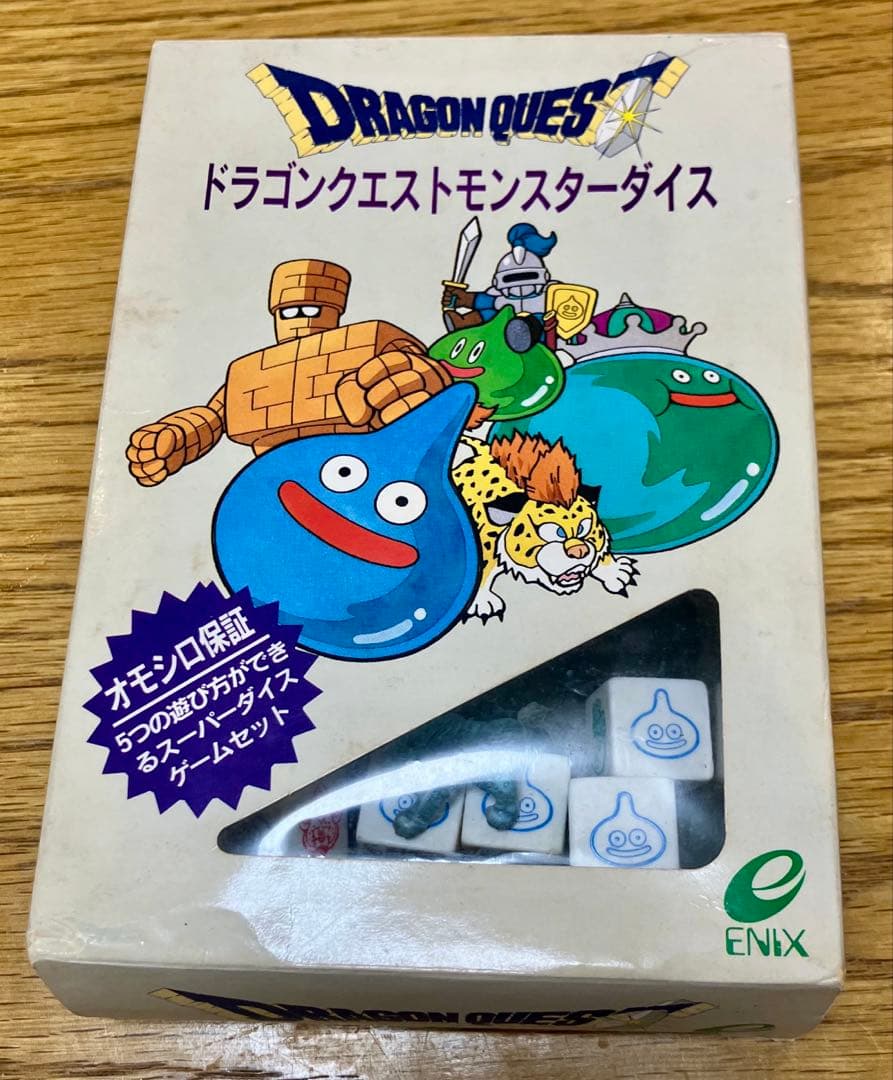 DRAGON QUEST
ドラゴンクエストモンスターダイス
オモシロ保証
5つの遊び方ができ
るスーパーダイス
ゲームセット
ENIX
DRAGON QUEST